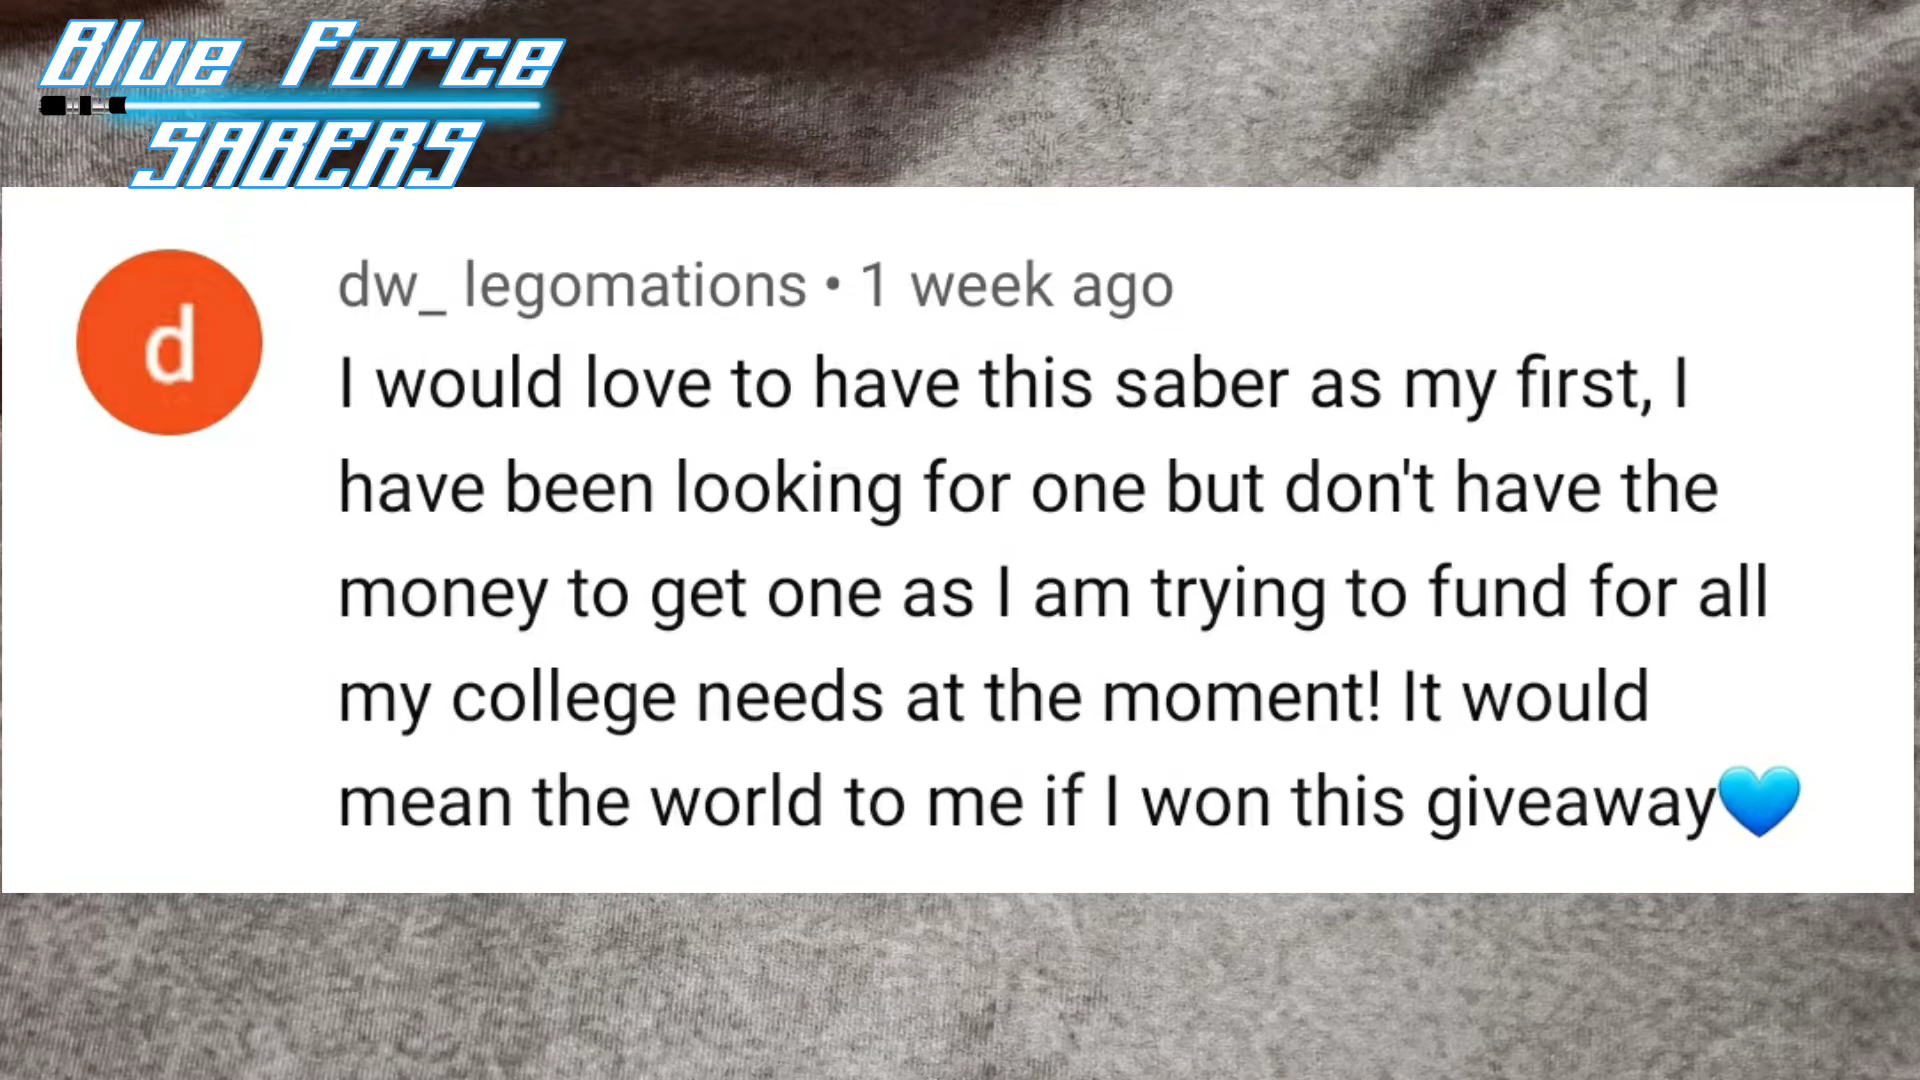 Blue Force
SABERS
d
dw_ legomations • 1 week ago
I would love to have this saber as my first, I
have been looking for one but don't have the
money to get one as I am trying to fund for all
my college needs at the moment! It would
mean the world to me if I won this giveaway💙